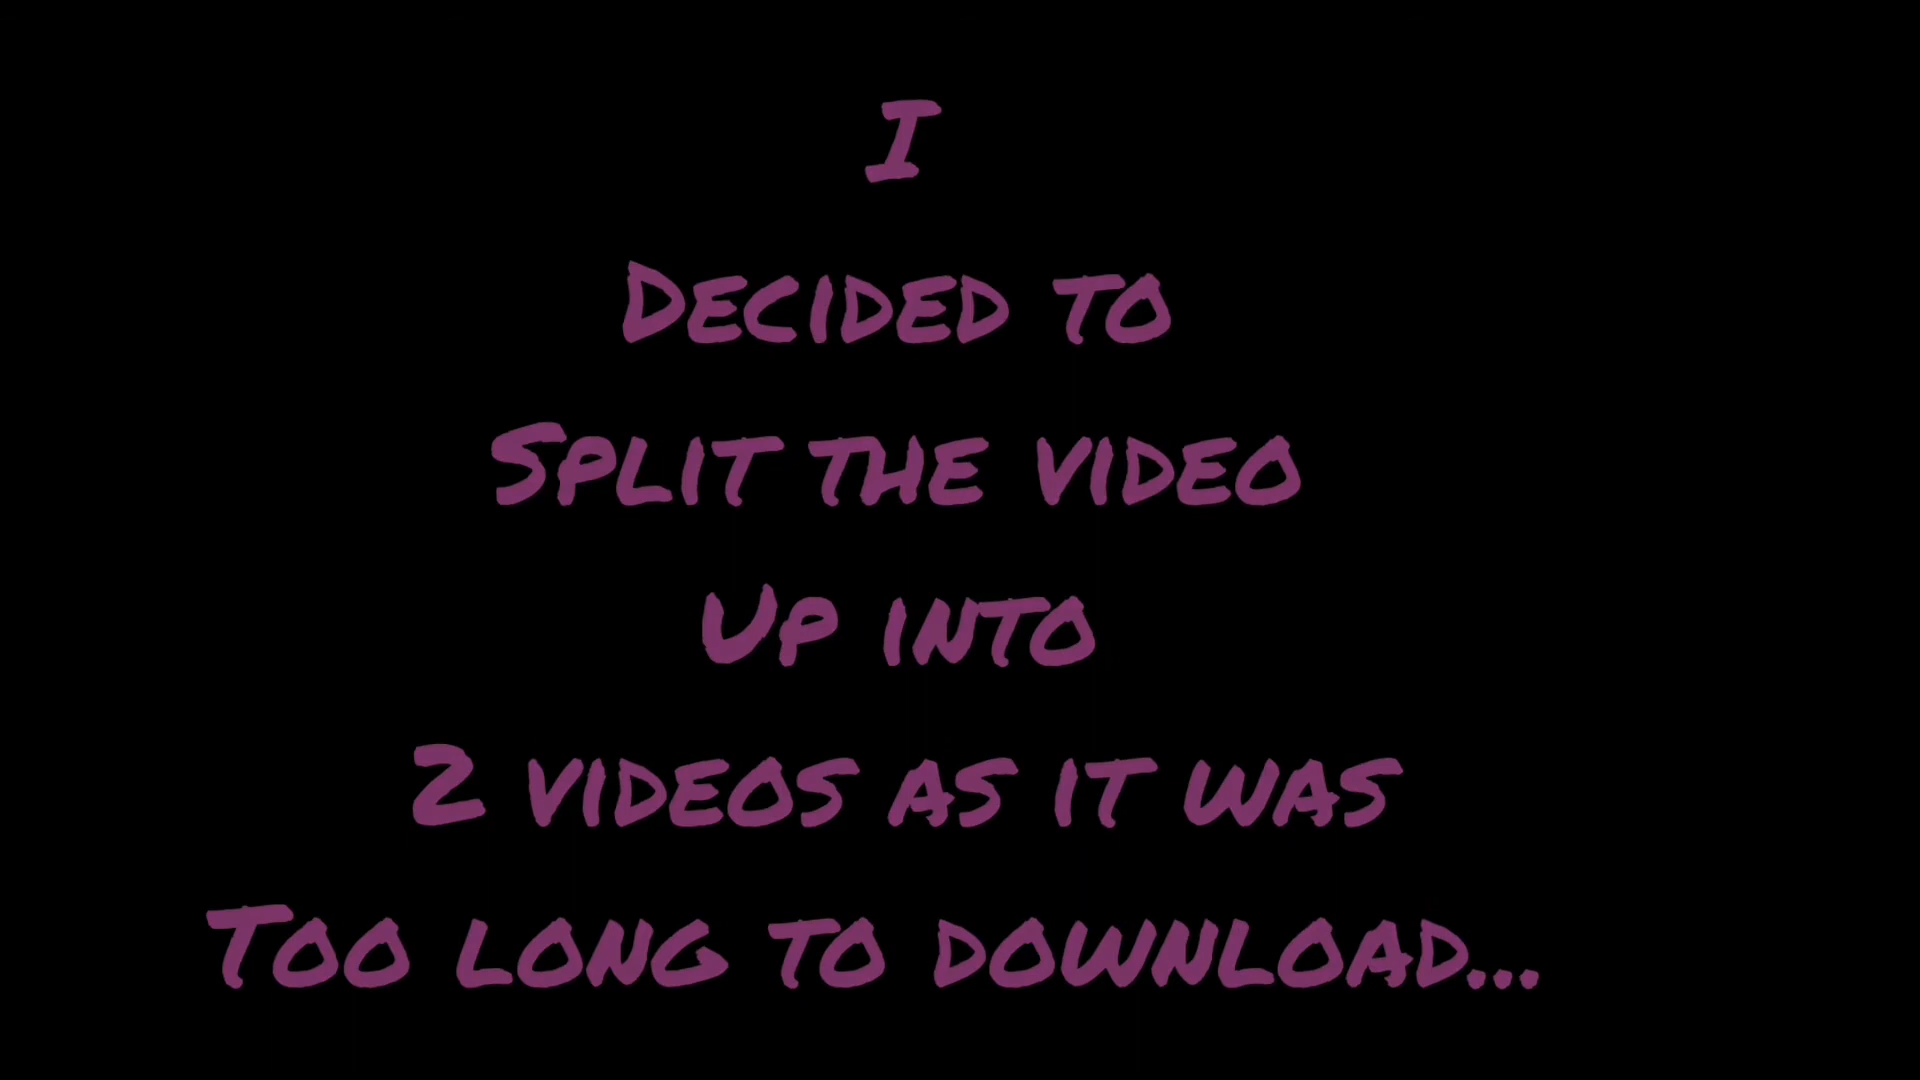 I
Decided to
Split the video
Up into
2 videos as it was
Too long to download...